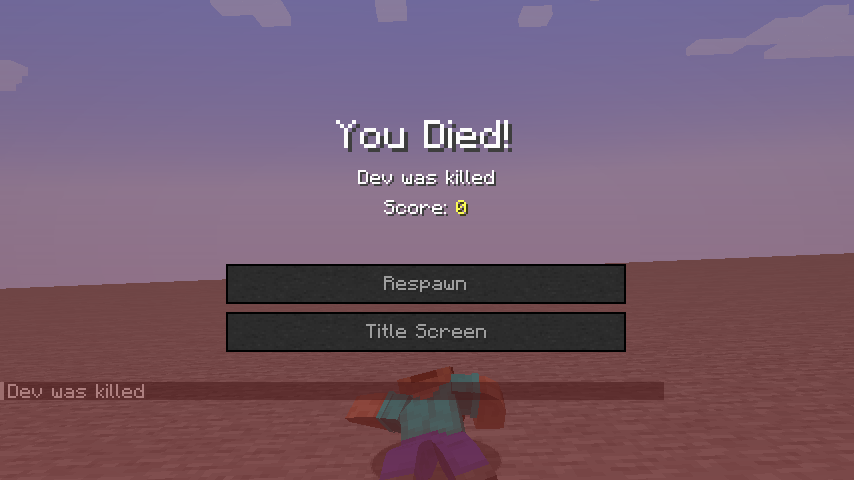 You Died!
Dev was killed
Score: 0
Respawn
Title Screen
Dev was killed